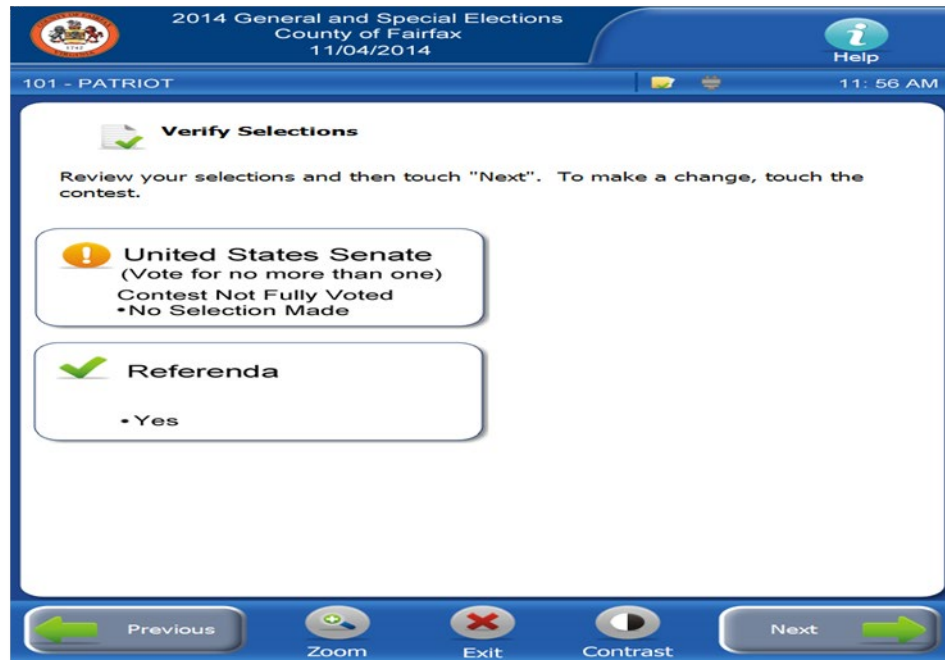 2014 General and Special Elections
County of Fairfax
11/04/2014
Help
101 - PATRIOT
11: 56 AM
Verify Selections
Review your selections and then touch "Next". To make a change, touch the
contest.
United States Senate
(Vote for no more than one)
Contest Not Fully Voted
•No Selection Made
Referenda
•Yes
Previous
Zoom
Exit
Contrast
Next